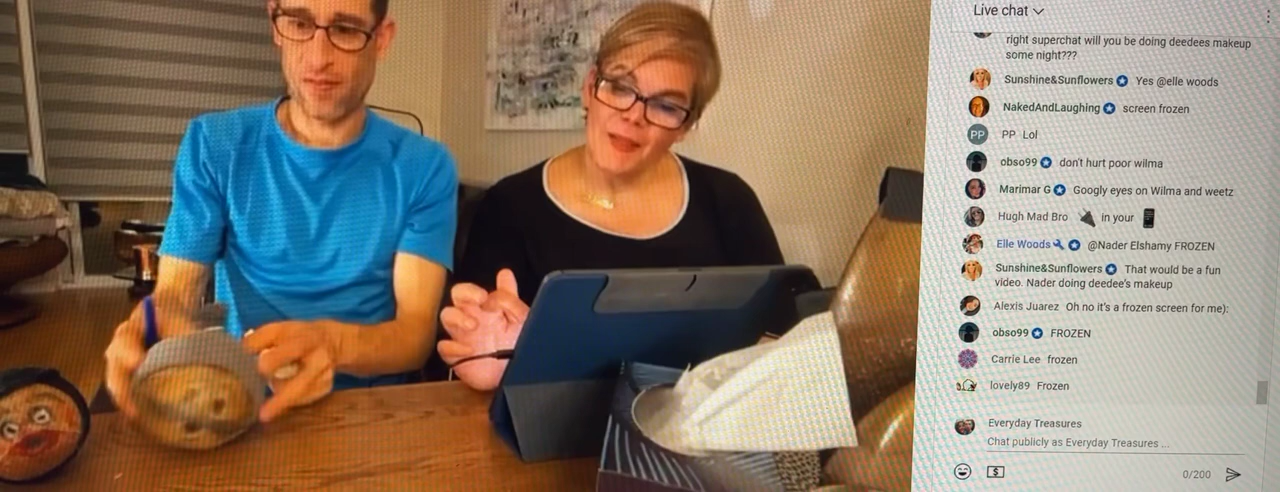 Live chat
right superchat will you be doing deedees makeup
some night???
Sunshine&Sunflowers Yes @elle woods
NakedAndLaughing screen frozen
PP PP Lol
obso99 don't hurt poor wilma
Marimar G Googly eyes on Wilma and weetz
Hugh Mad Bro in your
Elle Woods @Nader Elshamy FROZEN
Sunshine&Sunflowers That would be a fun
video. Nader doing deedee's makeup
Alexis Juarez Oh no it's a frozen screen for me):
obso99 FROZEN
Carrie Lee frozen
lovely89 Frozen
Everyday Treasures
Chat publicly as Everyday Treasures ...
0/200